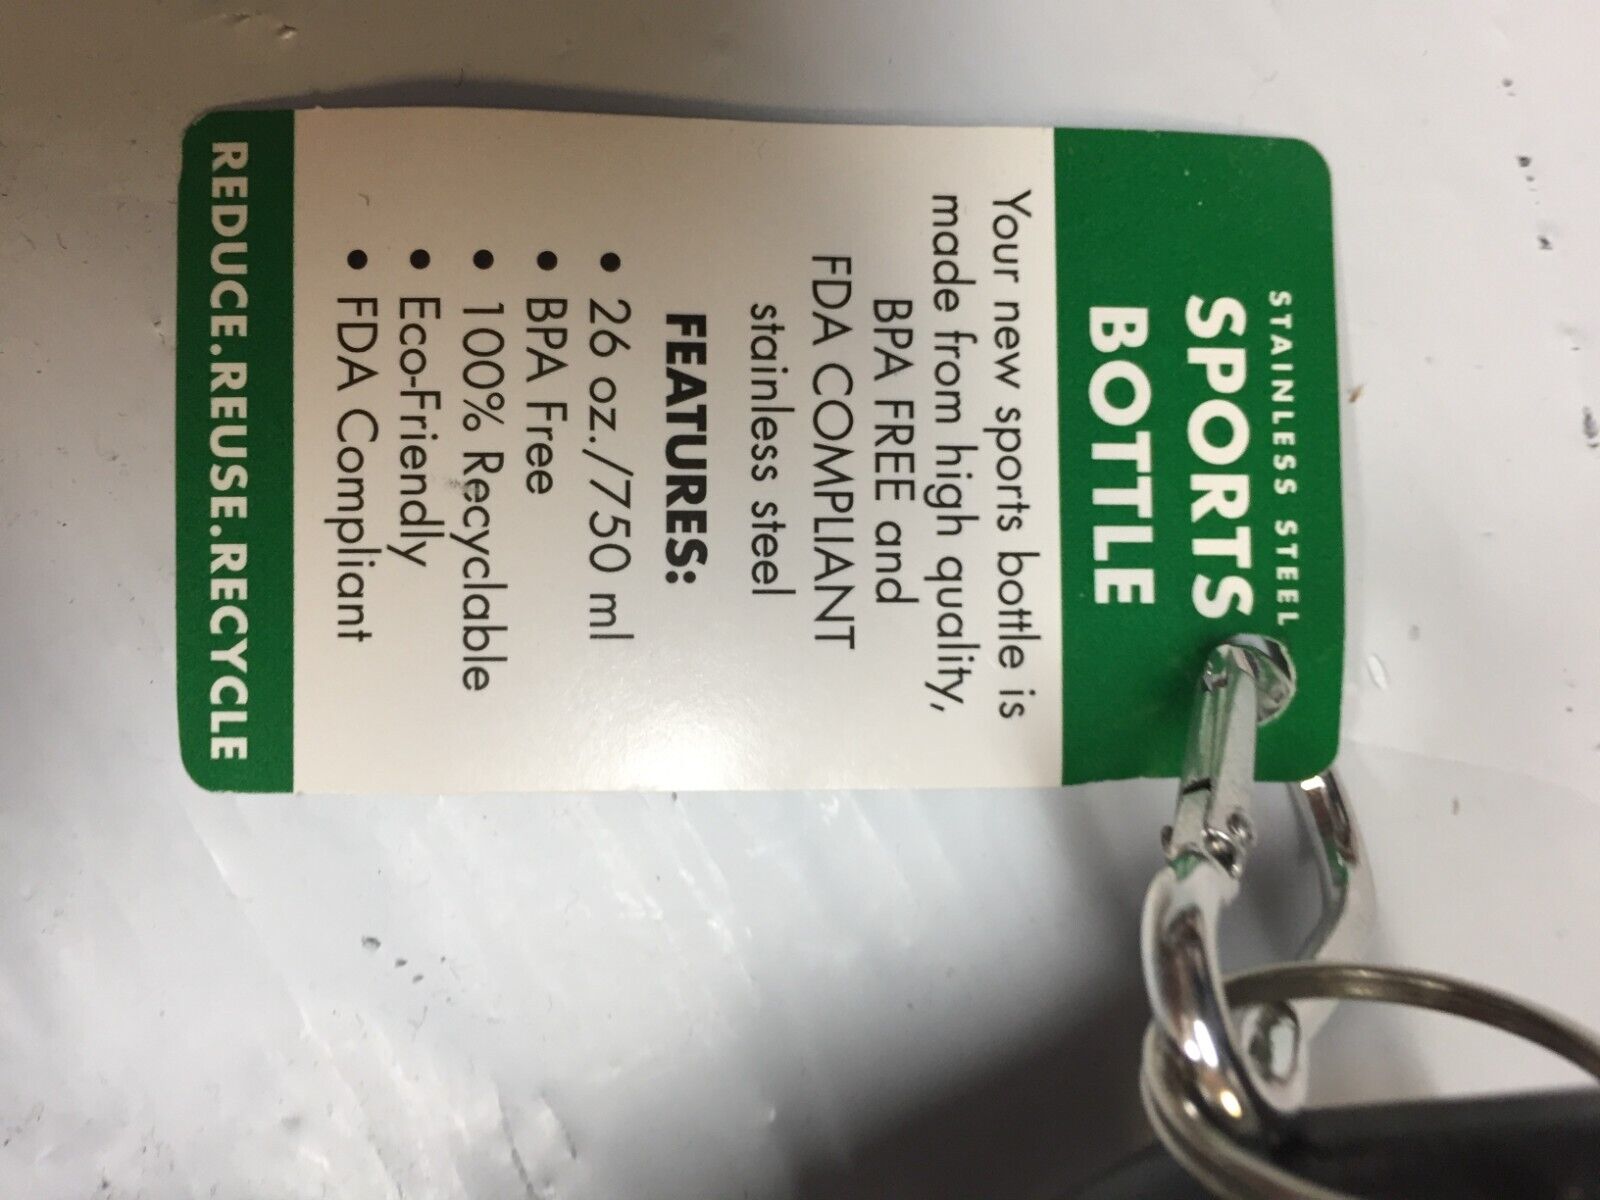 STAINLESS STEEL
SPORTS
BOTTLE
Your new sports bottle is
made from high quality,
BPA FREE and
FDA COMPLIANT
stainless steel
FEATURES:
• 26 oz./750 ml
• BPA Free
• 100% Recyclable
• Eco-Friendly
• FDA Compliant
REDUCE.REUSE.RECYCLE